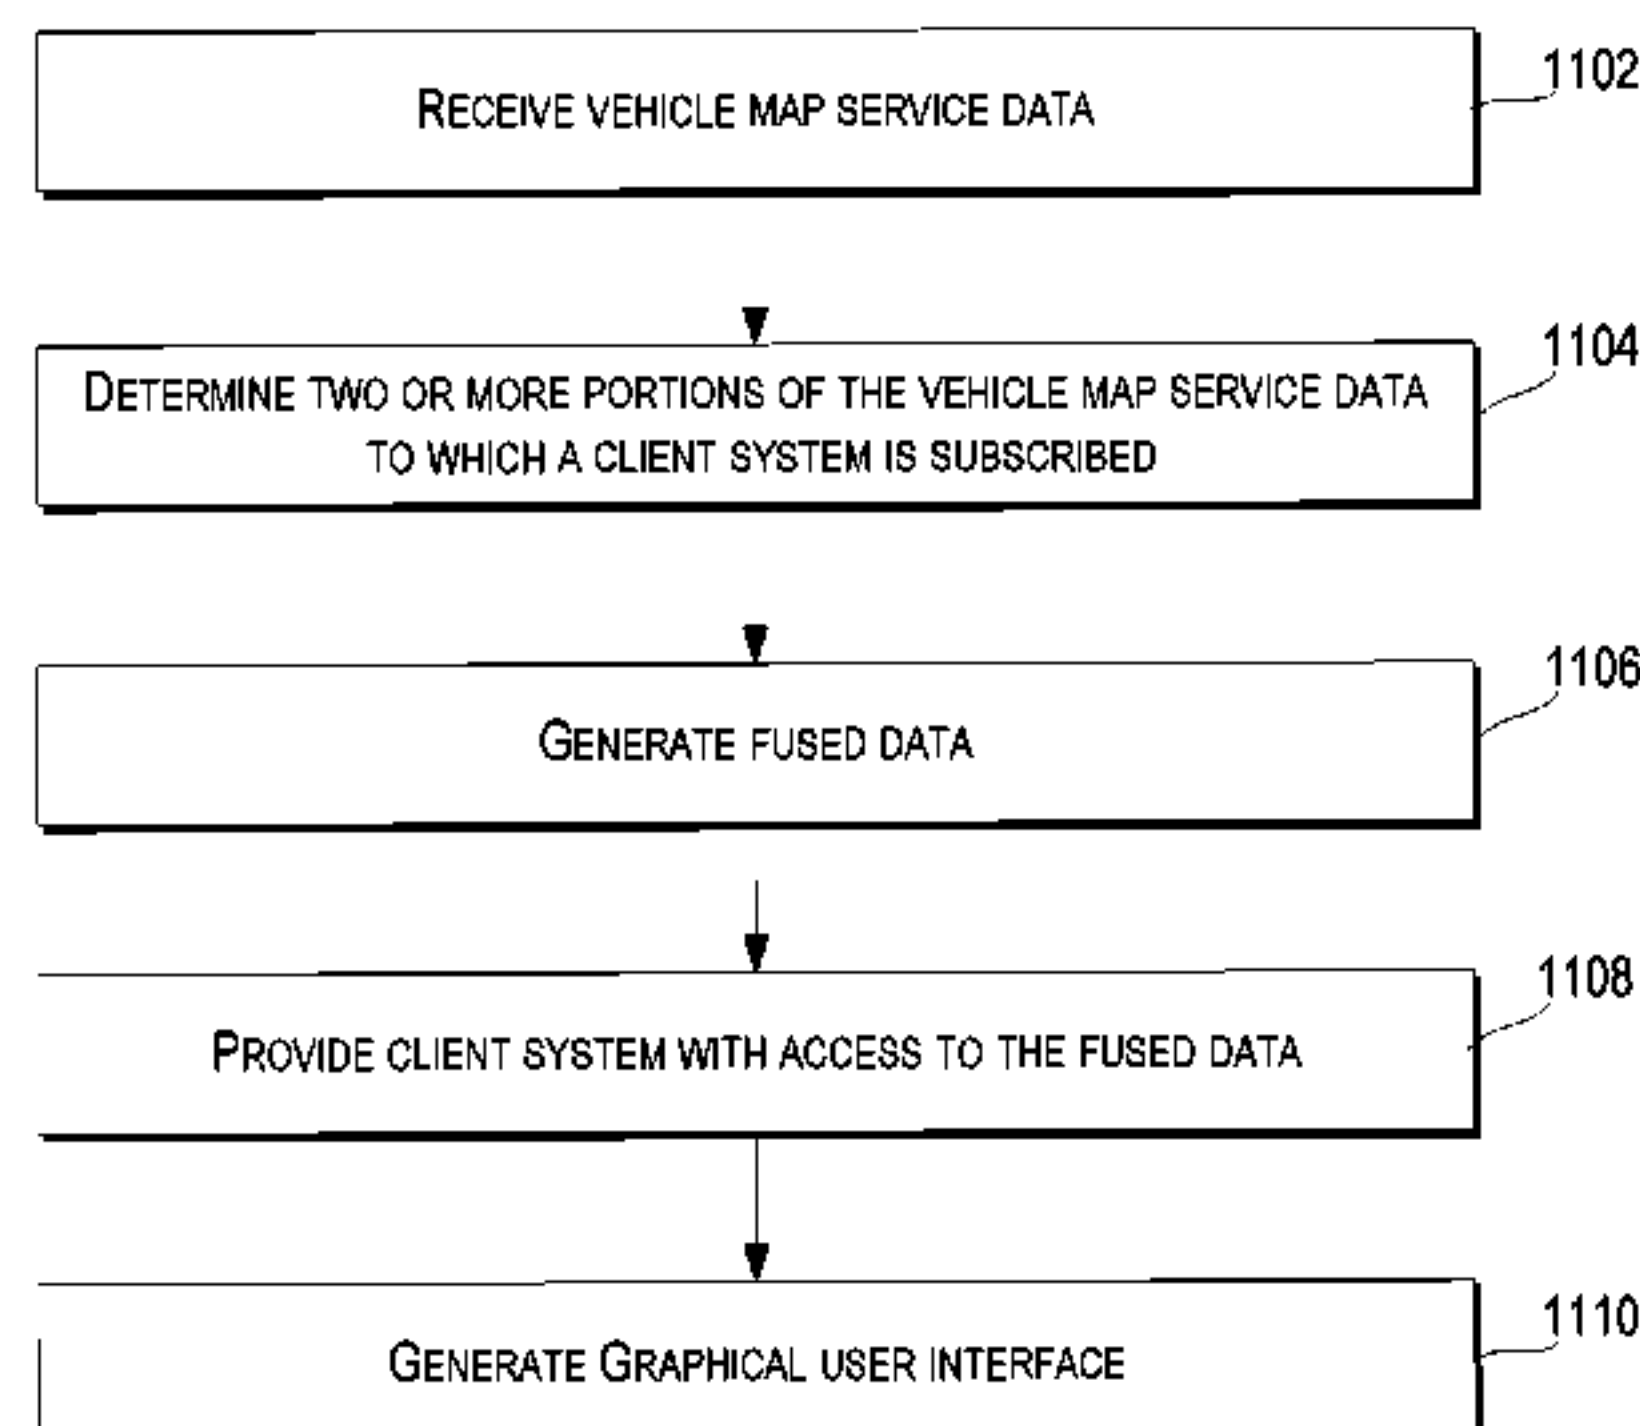 RECEIVE VEHICLE MAP SERVICE DATA
1102
DETERMINE TWO OR MORE PORTIONS OF THE VEHICLE MAP SERVICE DATA
TO WHICH A CLIENT SYSTEM IS SUBSCRIBED
1104
GENERATE FUSED DATA
1106
PROVIDE CLIENT SYSTEM WITH ACCESS TO THE FUSED DATA
1108
GENERATE GRAPHICAL USER INTERFACE
1110